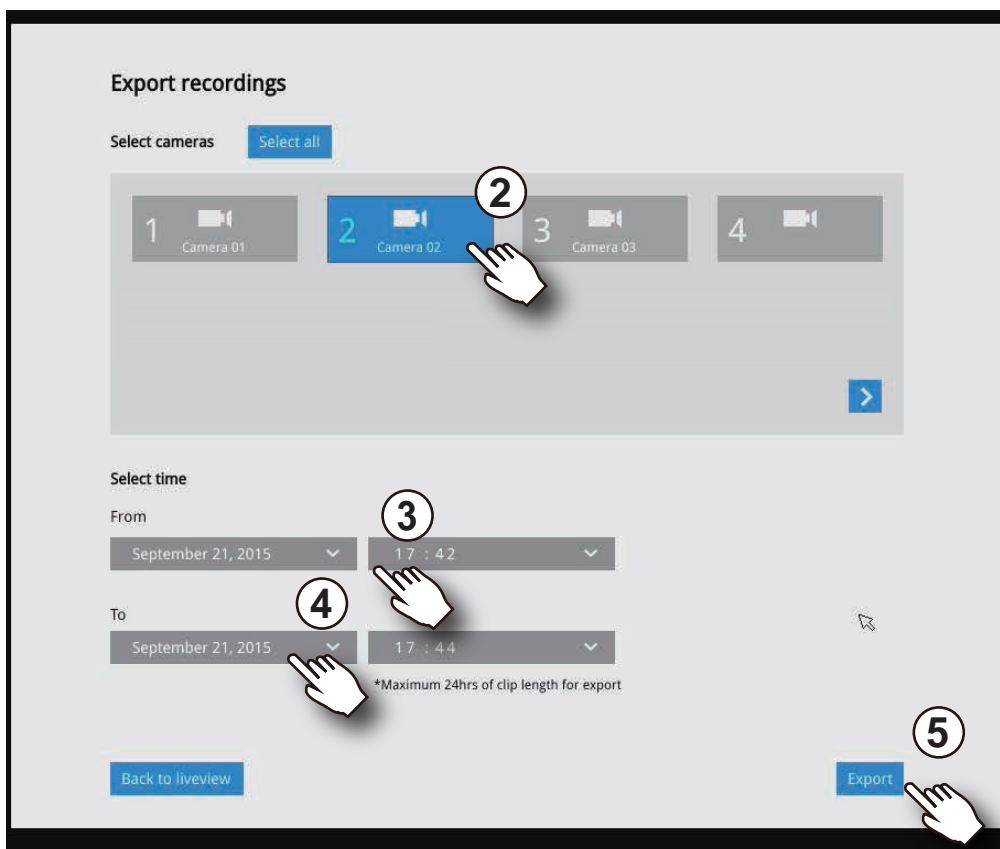 Export recordings
Select cameras Select all
2
1 Camera 01
2 Camera 02
3 Camera 03
4
Select time
From
3
September 21, 2015 17 : 42
4
To
September 21, 2015 17 : 44
*Maximum 24hrs of clip length for export
5
Back to liveview Export